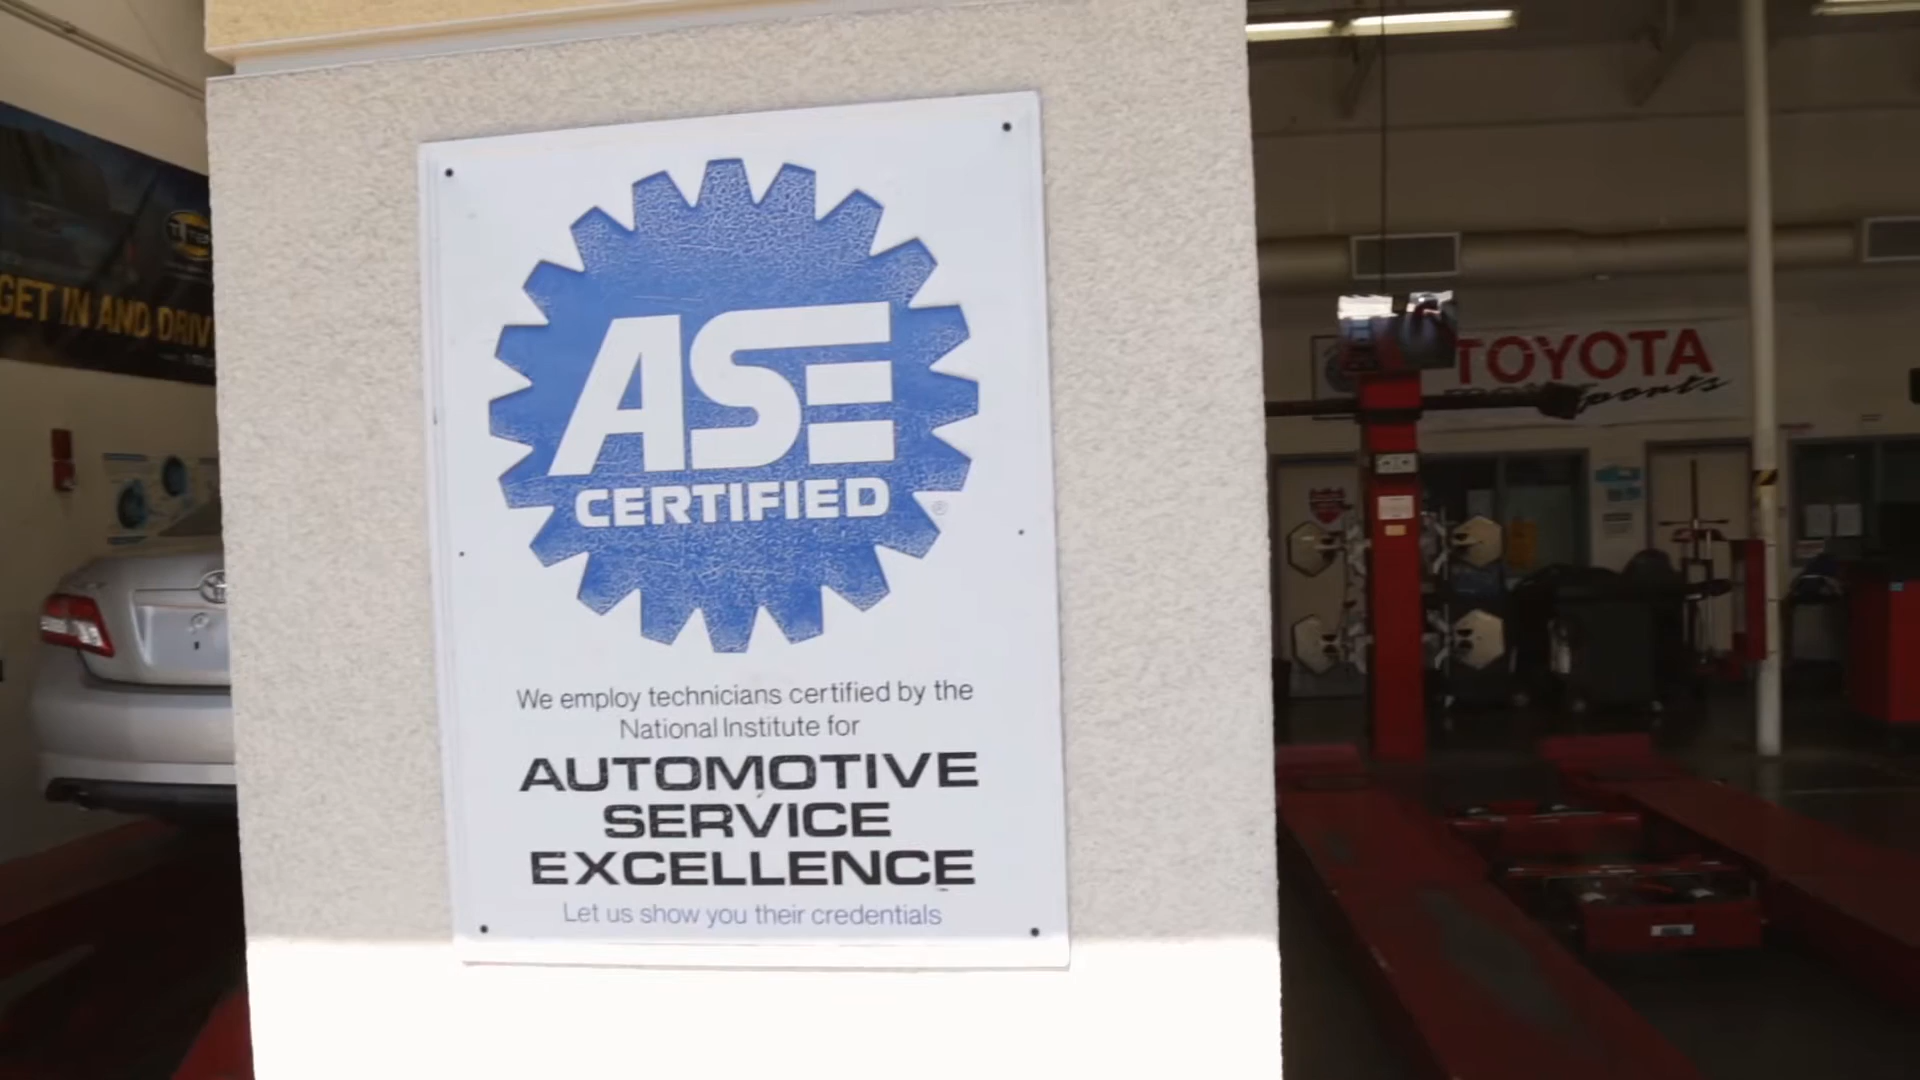 GET IN AND DRIV
ASE
CERTIFIED
®
We employ technicians certified by the
National Institute for
AUTOMOTIVE
SERVICE
EXCELLENCE
Let us show you their credentials
TOYOTA
sports